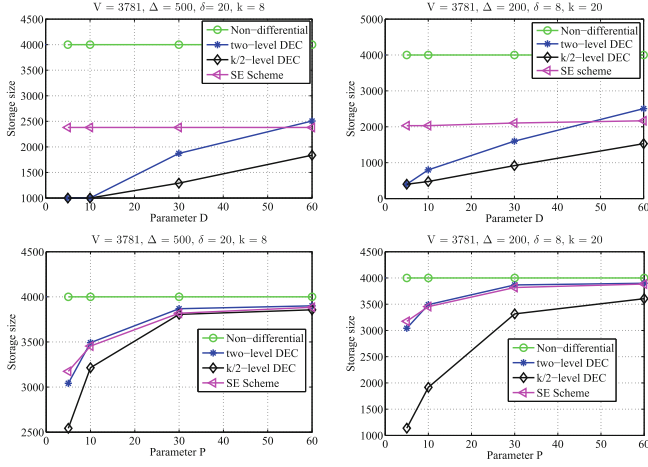 V = 3781, Δ = 500, δ = 20, k = 8
4500
4000
3500
3000
2500
2000
1500
1000
Storage size
0
10
20
30
40
50
60
Parameter D
Non-differential
two-level DEC
k/2-level DEC
SE Scheme
V = 3781, Δ = 200, δ = 8, k = 20
5000
4000
3000
2000
1000
0
Storage size
0
10
20
30
40
50
60
Parameter D
Non-differential
two-level DEC
k/2-level DEC
SE Scheme
V = 3781, Δ = 500, δ = 20, k = 8
4500
4000
3500
3000
2500
Storage size
0
10
20
30
40
50
60
Parameter P
Non-differential
two-level DEC
k/2-level DEC
SE Scheme
V = 3781, Δ = 200, δ = 8, k = 20
4500
4000
3500
3000
2500
2000
1500
1000
Storage size
0
10
20
30
40
50
60
Parameter P
Non-differential
two-level DEC
k/2-level DEC
SE Scheme